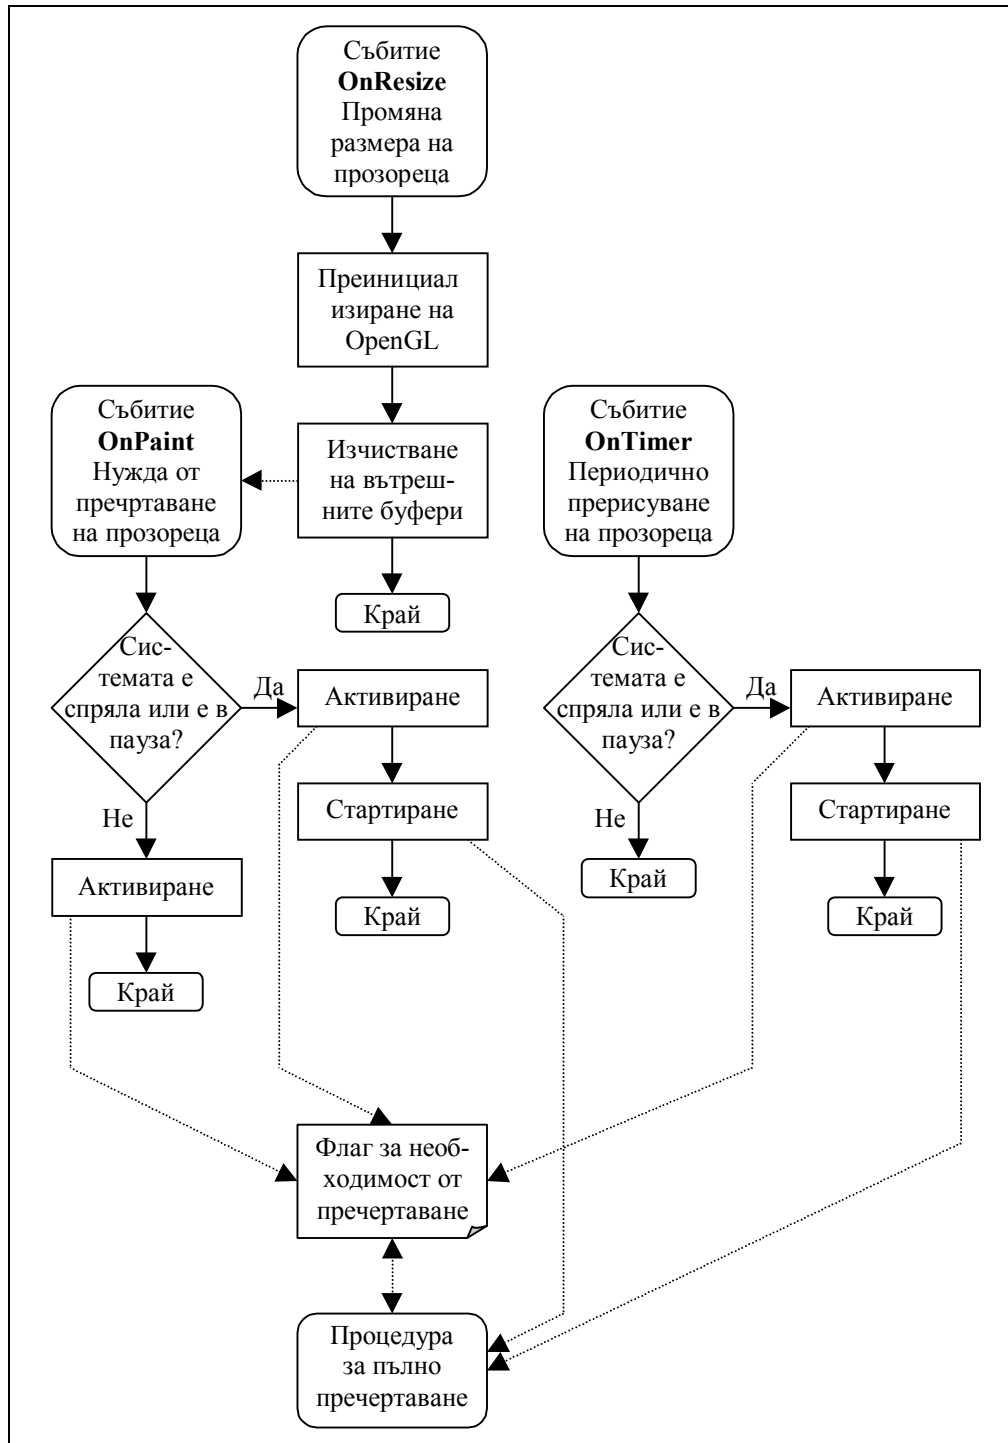 Събитие
OnResize
Промяна
размера на
прозореца
Преинициал
изиране на
OpenGL
Събитие
OnPaint
Нужда от
пречртаване
на прозореца
Изчистване
на вътреш-
ните буфери
Събитие
OnTimer
Периодично
прерисуване
на прозореца
Край
Сис-
темата е
спряла или е в
пауза?
Да
Активиране
Сис-
темата е
спряла или е в
пауза?
Да
Активиране
Не
Стартиране
Не
Стартиране
Активиране
Край
Край
Край
Край
Флаг за необ-
ходимост от
пречертаване
Процедура
за пълно
пречертаване